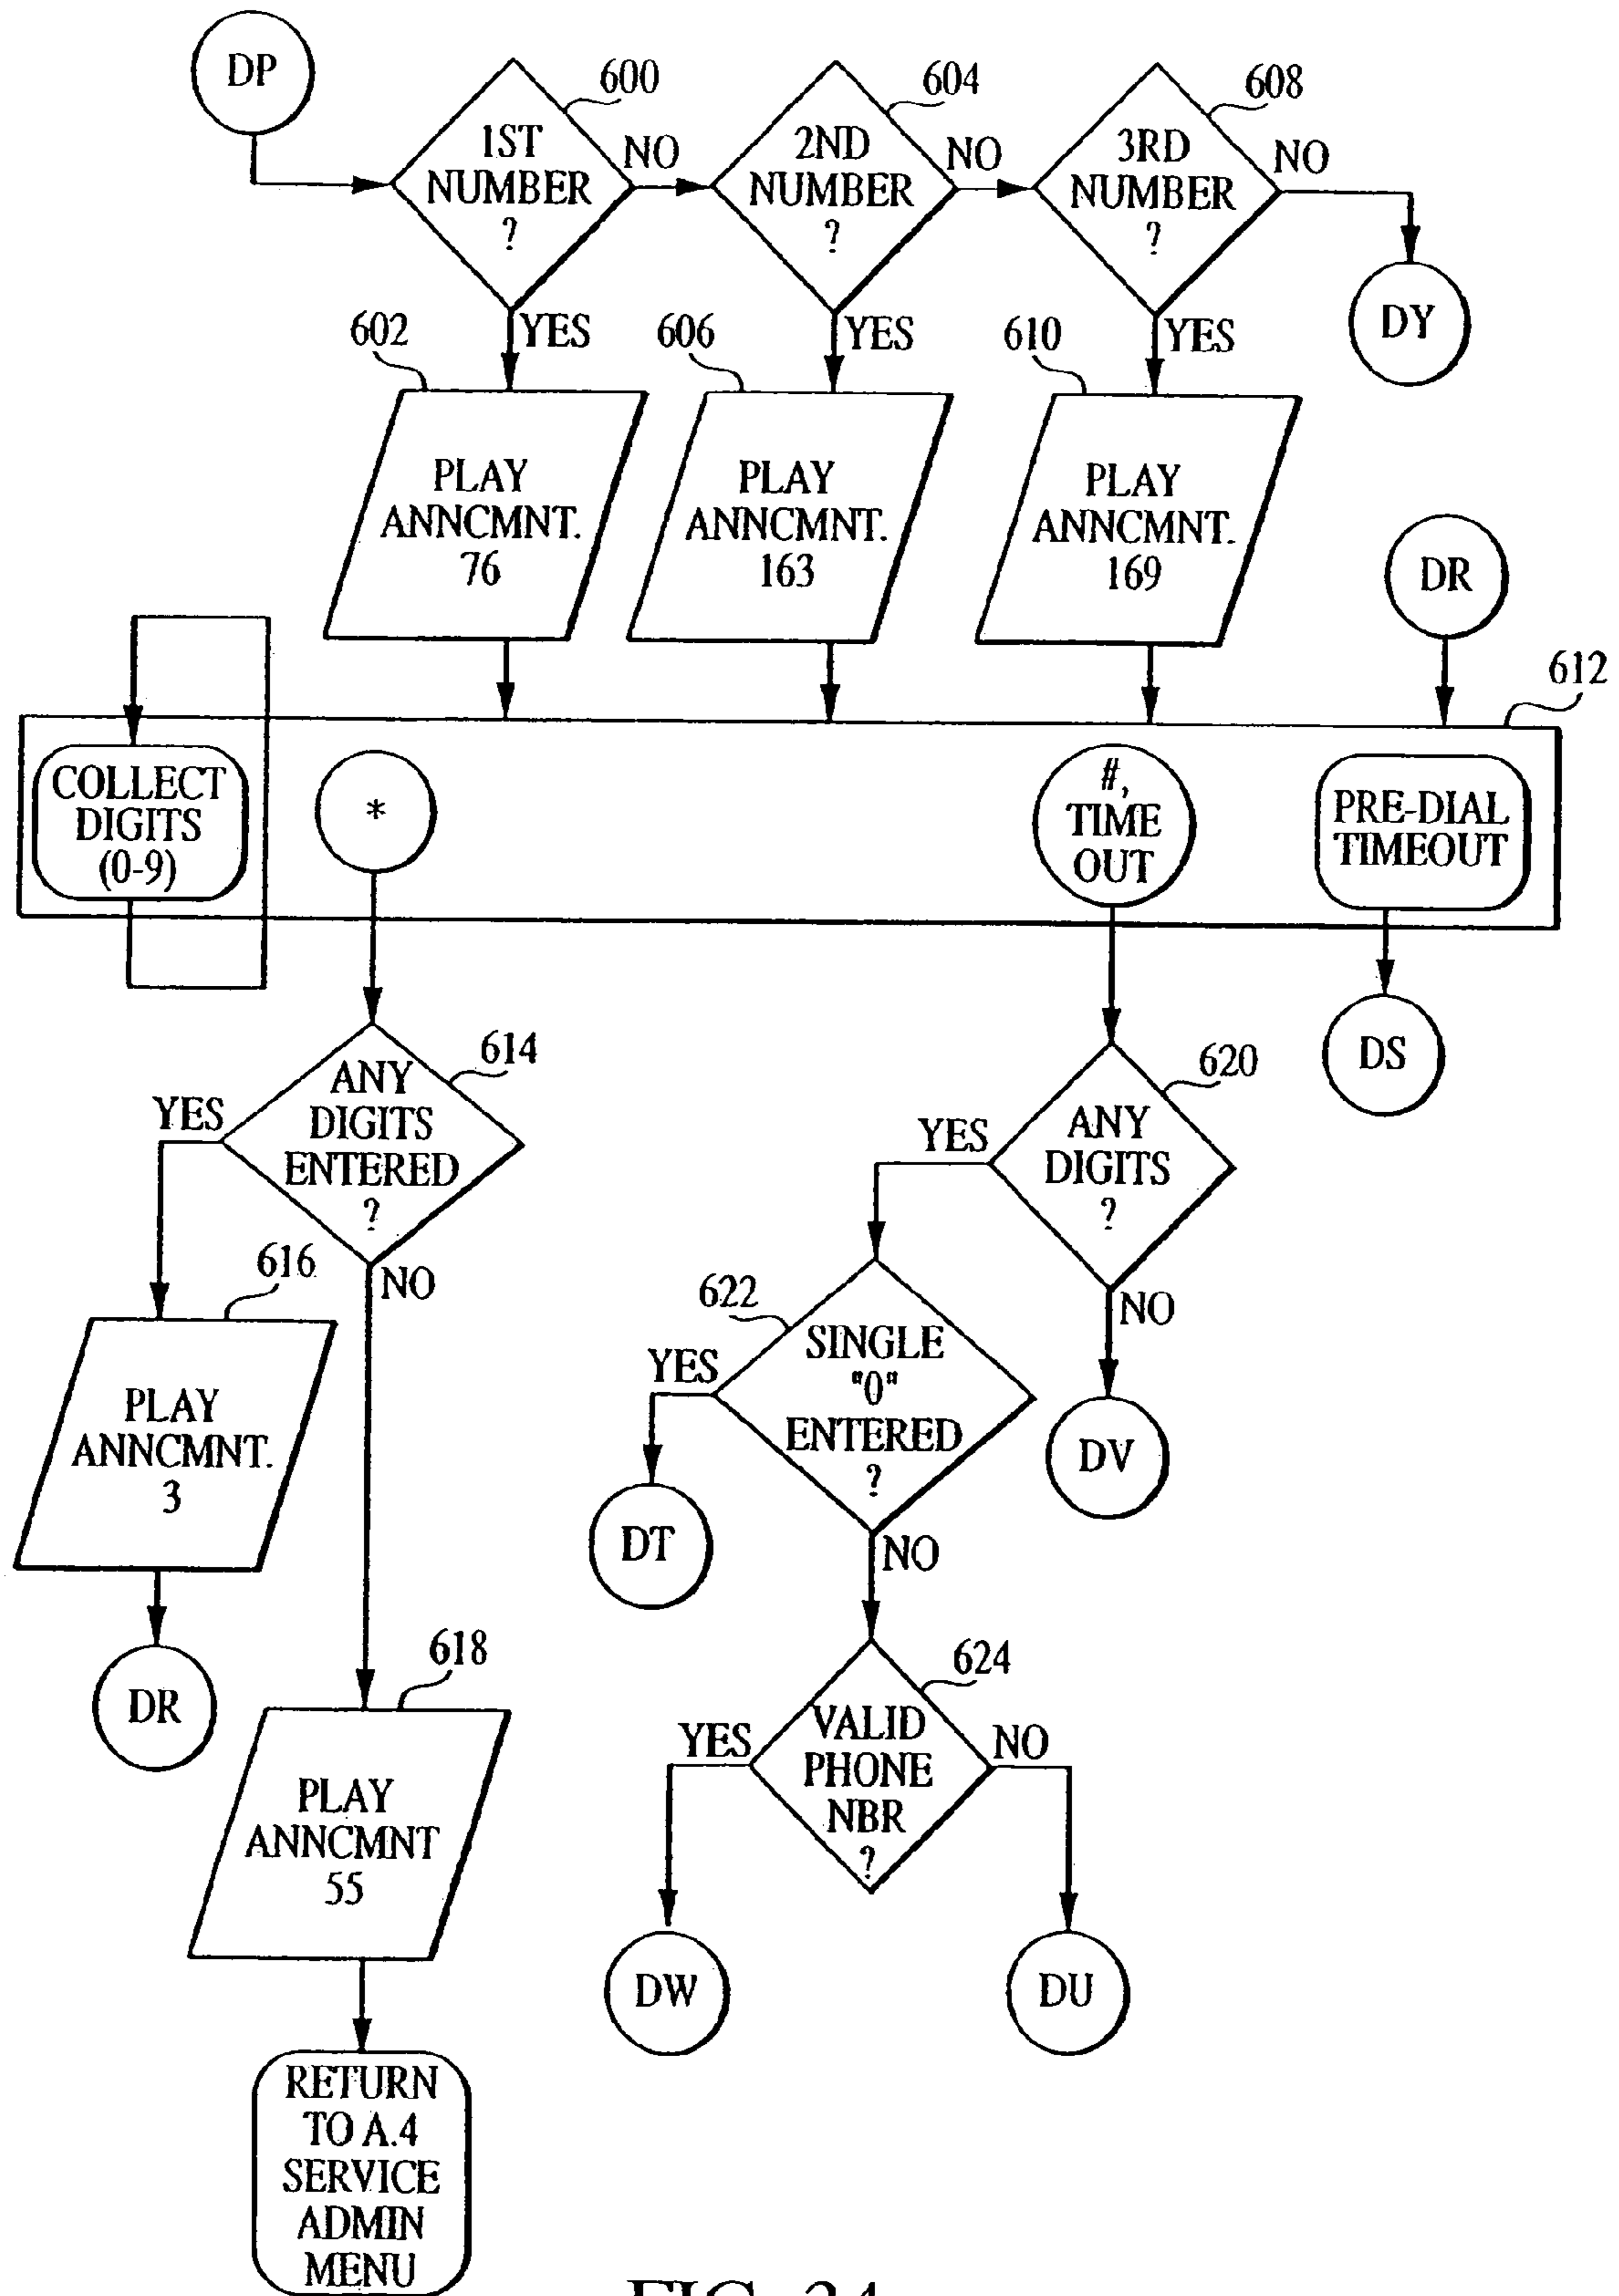 DP
600
1ST
NUMBER
?
NO
604
2ND
NUMBER
?
NO
608
3RD
NUMBER
?
NO
DY
YES
YES
YES
602
PLAY
ANNCMNT.
76
606
PLAY
ANNCMNT.
163
610
PLAY
ANNCMNT.
169
DR
612
COLLECT
DIGITS
(0-9)
*
#,
TIME
OUT
PRE-DIAL
TIMEOUT
DS
614
ANY
DIGITS
ENTERED
?
YES
NO
616
PLAY
ANNCMNT.
3
DR
618
PLAY
ANNCMNT
55
RETURN
TO A.4
SERVICE
ADMIN
MENU
620
ANY
DIGITS
?
YES
NO
DV
622
SINGLE
"0"
ENTERED
?
YES
DT
NO
624
VALID
PHONE
NBR
?
YES
NO
DW
DU